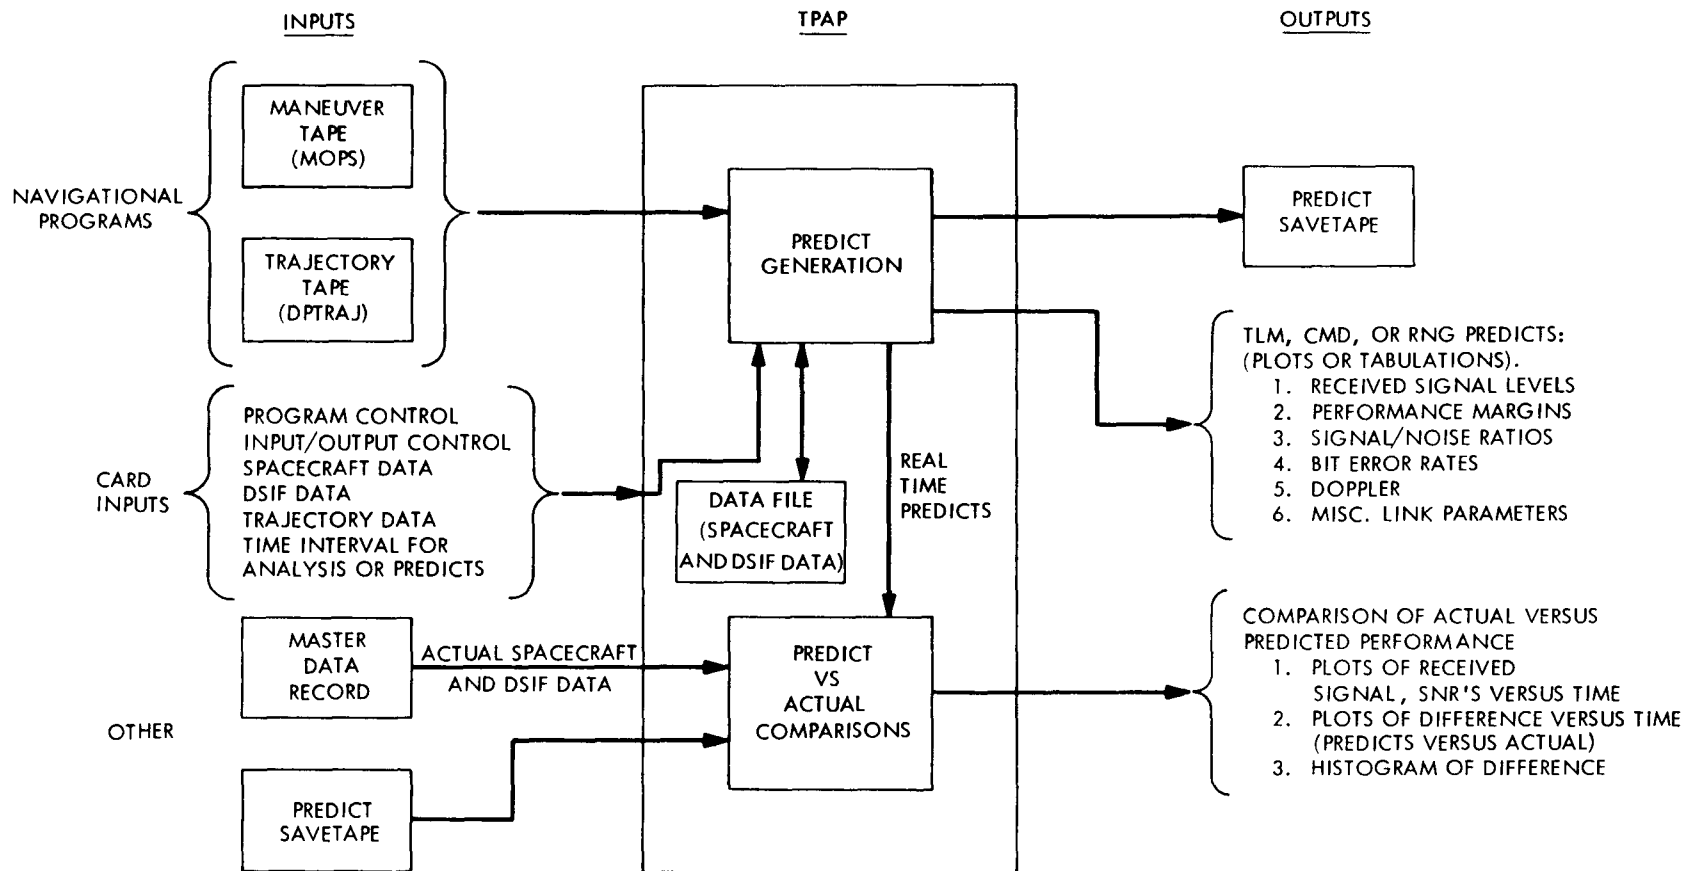 INPUTS
TPAP
OUTPUTS
NAVIGATIONAL
PROGRAMS
MANEUVER
TAPE
(MOPS)
TRAJECTORY
TAPE
(DPTRAJ)
PREDICT
GENERATION
PREDICT
SAVETAPE
CARD
INPUTS
PROGRAM CONTROL
INPUT/OUTPUT CONTROL
SPACECRAFT DATA
DSIF DATA
TRAJECTORY DATA
TIME INTERVAL FOR
ANALYSIS OR PREDICTS
DATA FILE
(SPACECRAFT
AND DSIF DATA)
REAL
TIME
PREDICTS
TLM, CMD, OR RNG PREDICTS:
(PLOTS OR TABULATIONS).
1. RECEIVED SIGNAL LEVELS
2. PERFORMANCE MARGINS
3. SIGNAL/NOISE RATIOS
4. BIT ERROR RATES
5. DOPPLER
6. MISC. LINK PARAMETERS
OTHER
MASTER
DATA
RECORD
ACTUAL SPACECRAFT
AND DSIF DATA
PREDICT
SAVETAPE
PREDICT
VS
ACTUAL
COMPARISONS
COMPARISON OF ACTUAL VERSUS
PREDICTED PERFORMANCE
1. PLOTS OF RECEIVED
SIGNAL, SNR'S VERSUS TIME
2. PLOTS OF DIFFERENCE VERSUS TIME
(PREDICTS VERSUS ACTUAL)
3. HISTOGRAM OF DIFFERENCE